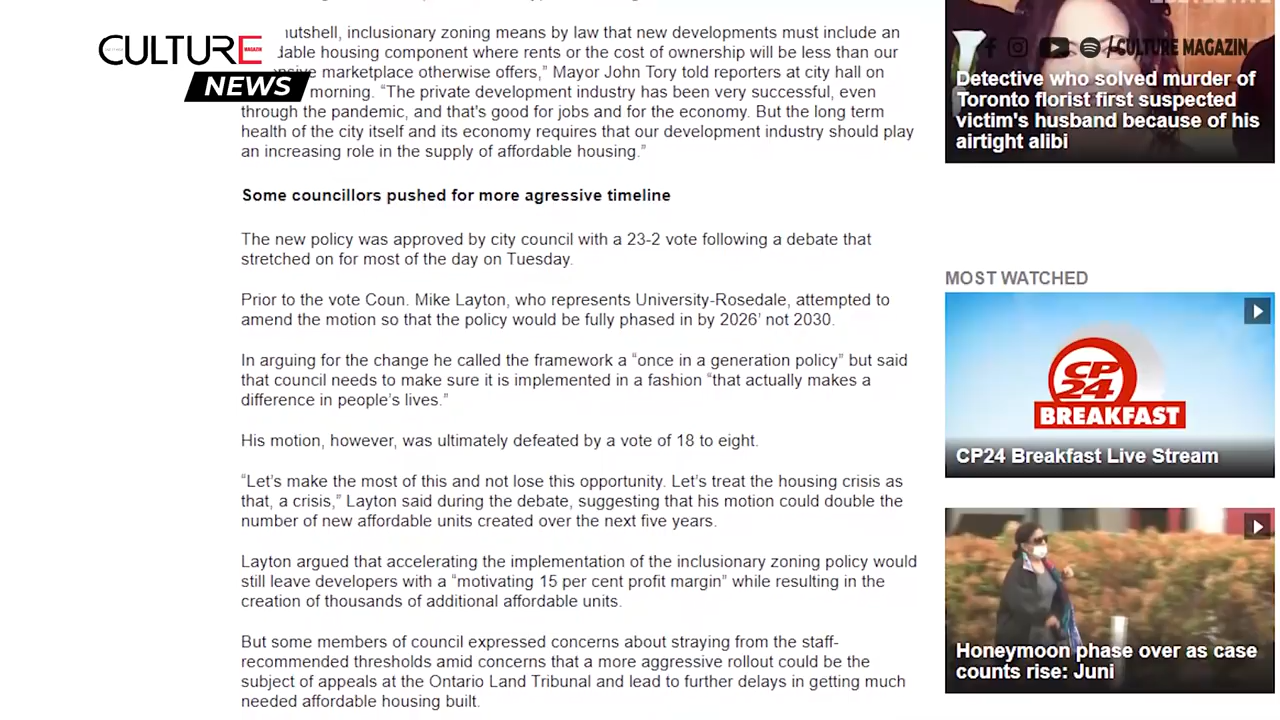 CULTURE
MAGAZIN
NEWS
nutshell, inclusionary zoning means by law that new developments must include an
dable housing component where rents or the cost of ownership will be less than our
marketplace otherwise offers,” Mayor John Tory told reporters at city hall on
morning. “The private development industry has been very successful, even
through the pandemic, and that's good for jobs and for the economy. But the long term
health of the city itself and its economy requires that our development industry should play
an increasing role in the supply of affordable housing.”
Some councillors pushed for more agressive timeline
The new policy was approved by city council with a 23-2 vote following a debate that
stretched on for most of the day on Tuesday.
Prior to the vote Coun. Mike Layton, who represents University-Rosedale, attempted to
amend the motion so that the policy would be fully phased in by 2026’ not 2030.
In arguing for the change he called the framework a “once in a generation policy” but said
that council needs to make sure it is implemented in a fashion “that actually makes a
difference in people’s lives.”
His motion, however, was ultimately defeated by a vote of 18 to eight.
“Let’s make the most of this and not lose this opportunity. Let’s treat the housing crisis as
that, a crisis,” Layton said during the debate, suggesting that his motion could double the
number of new affordable units created over the next five years.
Layton argued that accelerating the implementation of the inclusionary zoning policy would
still leave developers with a “motivating 15 per cent profit margin” while resulting in the
creation of thousands of additional affordable units.
But some members of council expressed concerns about straying from the staff-
recommended thresholds amid concerns that a more aggressive rollout could be the
subject of appeals at the Ontario Land Tribunal and lead to further delays in getting much
needed affordable housing built.
/CULTURE MAGAZIN
Detective who solved murder of
Toronto florist first suspected
victim's husband because of his
airtight alibi
MOST WATCHED
CP
24
BREAKFAST
CP24 Breakfast Live Stream
Honeymoon phase over as case
counts rise: Juni